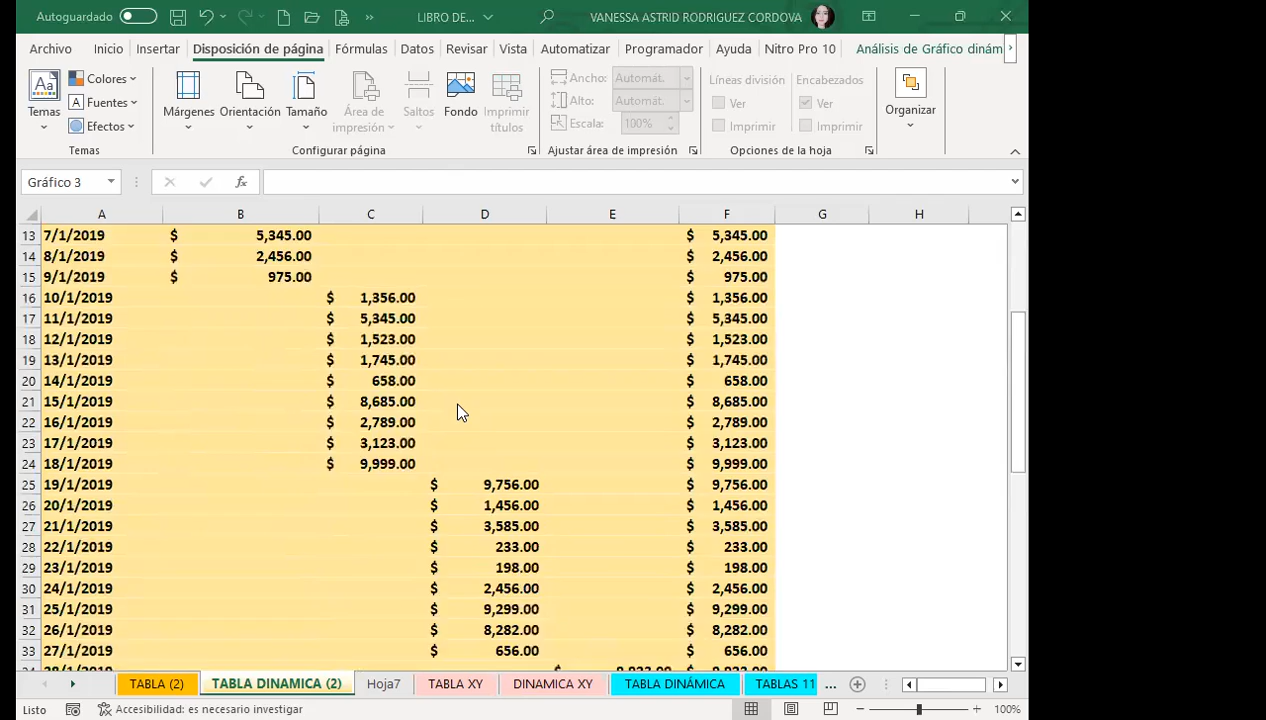 Autoguardado
LIBRO DE...
VANESSA ASTRID RODRIGUEZ CORDOVA
Archivo Inicio Insertar Disposición de página Fórmulas Datos Revisar Vista Automatizar Programador Ayuda Nitro Pro 10 Análisis de Gráfico dinám
Temas
Colores
Fuentes
Efectos
Temas
Márgenes Orientación Tamaño Área de impresión Saltos Fondo Imprimir títulos
Configurar página
Ancho: Automát.
Alto: Automát.
Escala: 100%
Ajustar área de impresión
Líneas división Encabezados
Ver Ver
Imprimir Imprimir
Opciones de la hoja
Organizar
Gráfico 3
fx
A B C D E F G H
13 7/1/2019 $ 5,345.00 $ 5,345.00
14 8/1/2019 $ 2,456.00 $ 2,456.00
15 9/1/2019 $ 975.00 $ 975.00
16 10/1/2019 $ 1,356.00 $ 1,356.00
17 11/1/2019 $ 5,345.00 $ 5,345.00
18 12/1/2019 $ 1,523.00 $ 1,523.00
19 13/1/2019 $ 1,745.00 $ 1,745.00
20 14/1/2019 $ 658.00 $ 658.00
21 15/1/2019 $ 8,685.00 $ 8,685.00
22 16/1/2019 $ 2,789.00 $ 2,789.00
23 17/1/2019 $ 3,123.00 $ 3,123.00
24 18/1/2019 $ 9,999.00 $ 9,999.00
25 19/1/2019 $ 9,756.00 $ 9,756.00
26 20/1/2019 $ 1,456.00 $ 1,456.00
27 21/1/2019 $ 3,585.00 $ 3,585.00
28 22/1/2019 $ 233.00 $ 233.00
29 23/1/2019 $ 198.00 $ 198.00
30 24/1/2019 $ 2,456.00 $ 2,456.00
31 25/1/2019 $ 9,299.00 $ 9,299.00
32 26/1/2019 $ 8,282.00 $ 8,282.00
33 27/1/2019 $ 656.00 $ 656.00
TABLA (2) TABLA DINAMICA (2) Hoja7 TABLA XY DINAMICA XY TABLA DINÁMICA TABLAS 11 ...
Listo Accesibilidad: es necesario investigar 100%